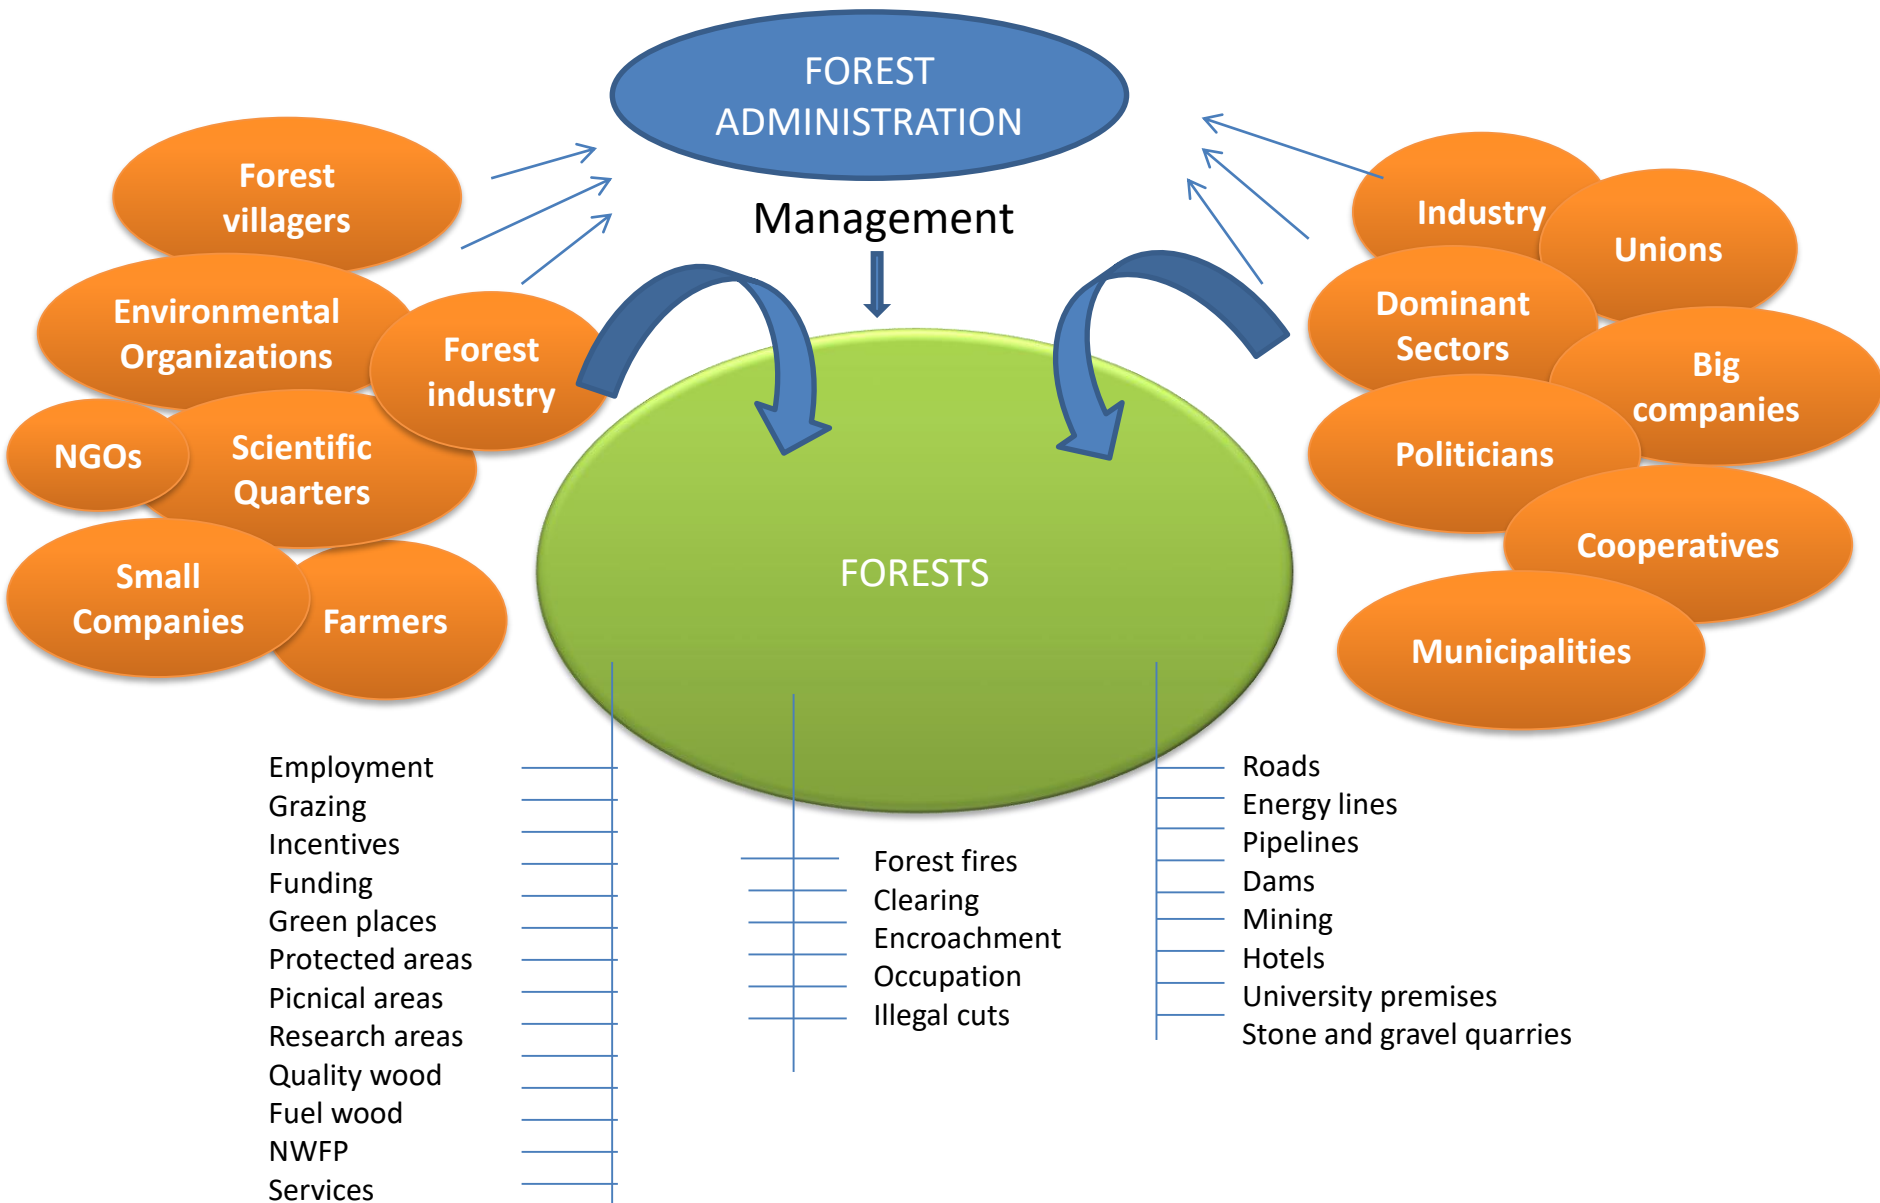 FOREST
ADMINISTRATION
Management
Forest
villagers
Environmental
Organizations
Forest
industry
NGOs
Scientific
Quarters
Small
Companies
Farmers
Industry
Unions
Dominant
Sectors
Big
companies
Politicians
Cooperatives
Municipalities
FORESTS
Employment
Grazing
Incentives
Funding
Green places
Protected areas
Picnical areas
Research areas
Quality wood
Fuel wood
NWFP
Services
Forest fires
Clearing
Encroachment
Occupation
Illegal cuts
Roads
Energy lines
Pipelines
Dams
Mining
Hotels
University premises
Stone and gravel quarries